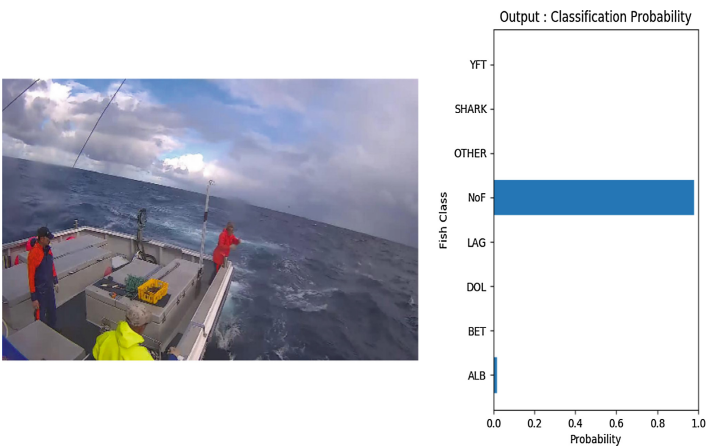 Output : Classification Probability
YFT
SHARK
OTHER
NoF
LAG
DOL
BET
ALB
Fish Class
0.0 0.2 0.4 0.6 0.8 1.0
Probability